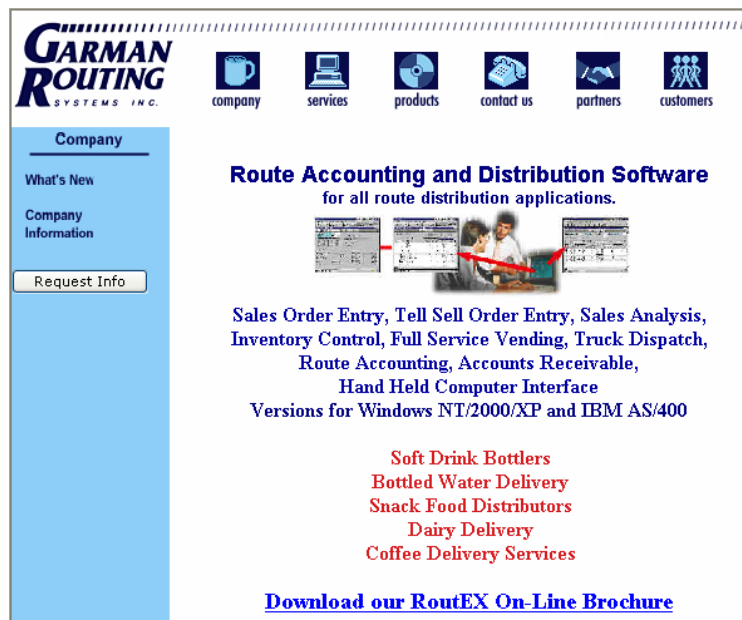 GARMAN
ROUTING
SYSTEMS INC.
company
services
products
contact us
partners
customers
Company
What's New
Company
Information
Request Info
Route Accounting and Distribution Software
for all route distribution applications.
Sales Order Entry, Tell Sell Order Entry, Sales Analysis,
Inventory Control, Full Service Vending, Truck Dispatch,
Route Accounting, Accounts Receivable,
Hand Held Computer Interface
Versions for Windows NT/2000/XP and IBM AS/400
Soft Drink Bottlers
Bottled Water Delivery
Snack Food Distributors
Dairy Delivery
Coffee Delivery Services
Download our RoutEX On-Line Brochure